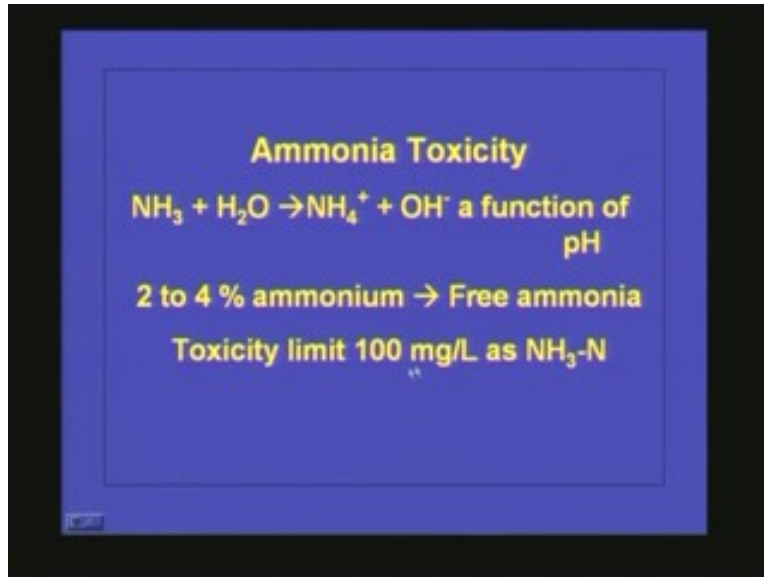 Ammonia Toxicity
NH₃ + H₂O → NH₄⁺ + OH⁻ a function of
pH
2 to 4 % ammonium → Free ammonia
Toxicity limit 100 mg/L as NH₃-N